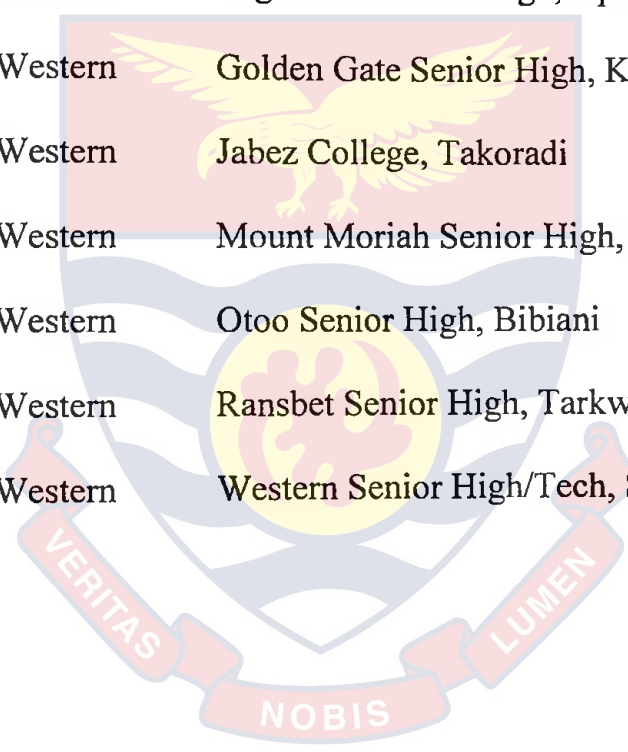 Western Golden Gate Senior High, K
Western Jabez College, Takoradi
Western Mount Moriah Senior High,
Western Otoo Senior High, Bibiani
Western Ransbet Senior High, Tarkw
Western Western Senior High/Tech,
VERITAS
NOBIS
LUMEN